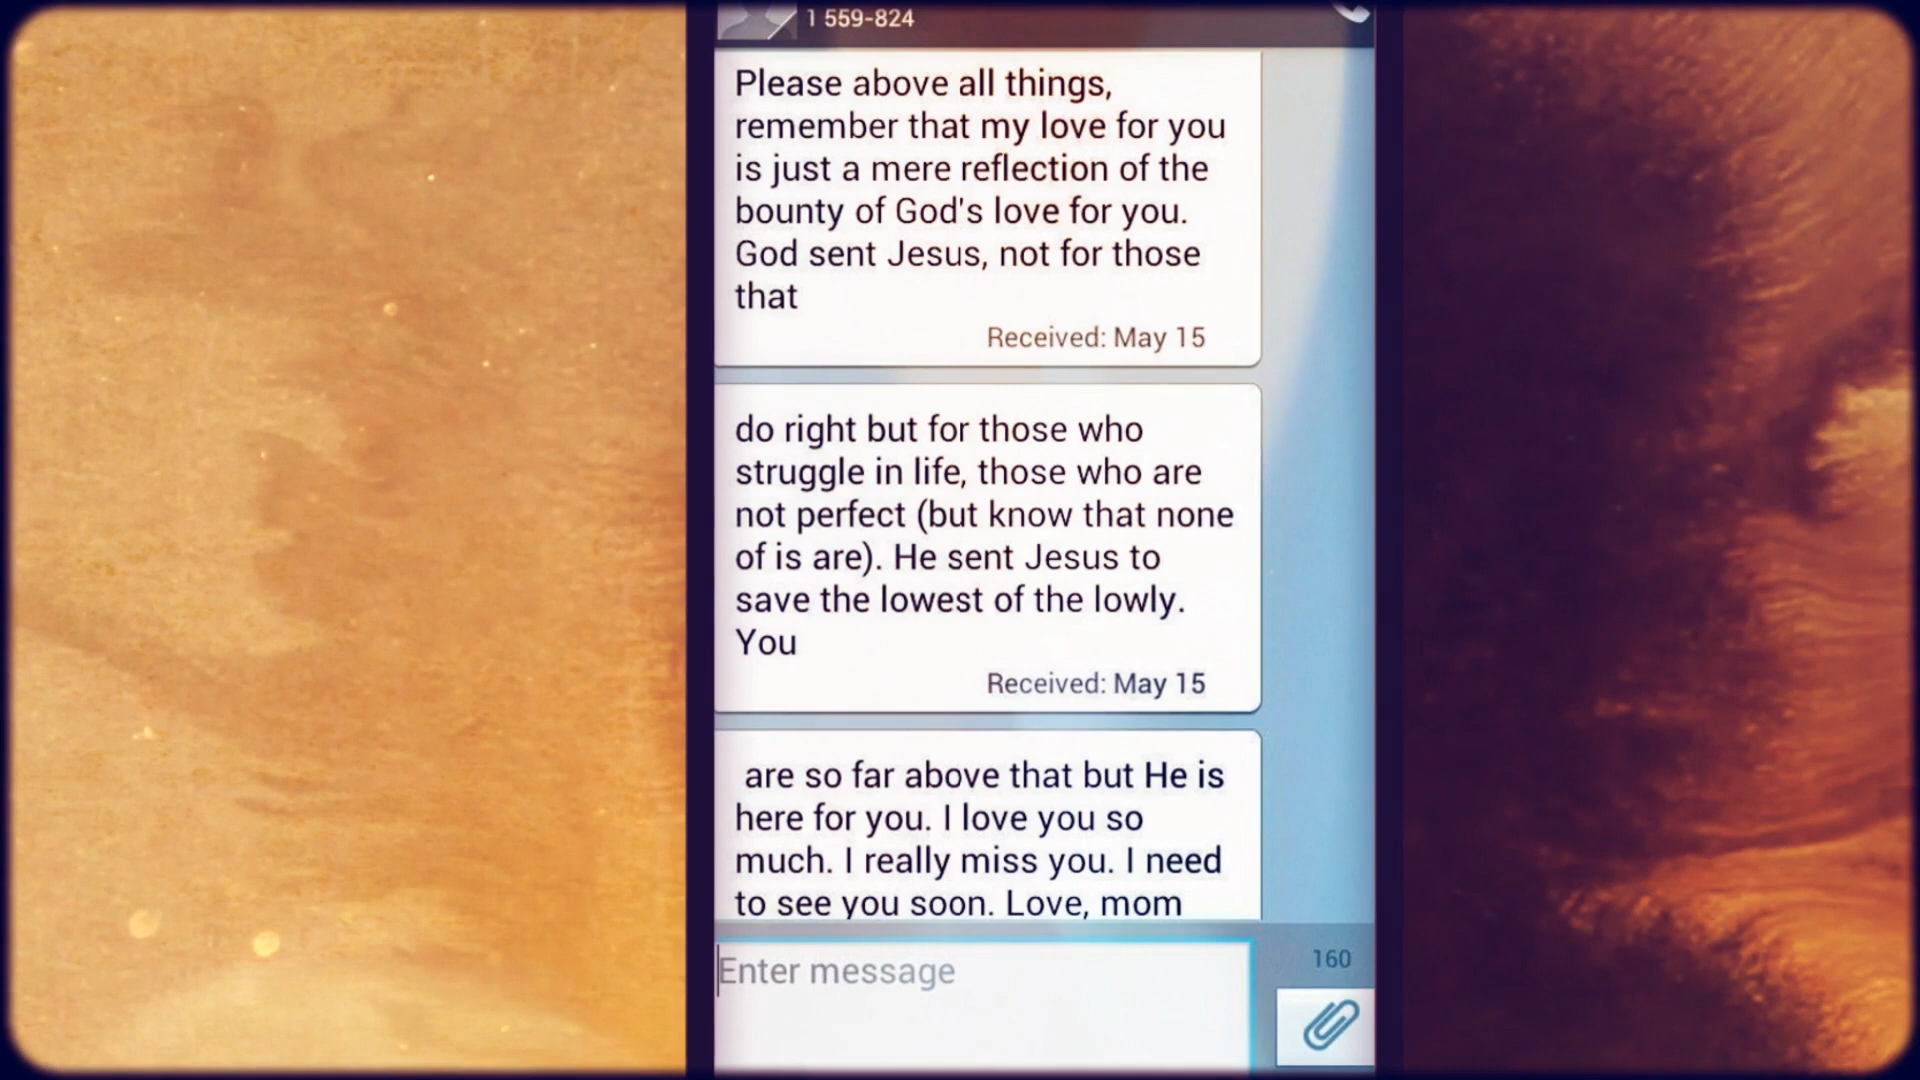 1 559-824
Please above all things,
remember that my love for you
is just a mere reflection of the
bounty of God's love for you.
God sent Jesus, not for those
that
Received: May 15
do right but for those who
struggle in life, those who are
not perfect (but know that none
of is are). He sent Jesus to
save the lowest of the lowly.
You
Received: May 15
are so far above that but He is
here for you. I love you so
much. I really miss you. I need
to see you soon. Love, mom
Enter message
160